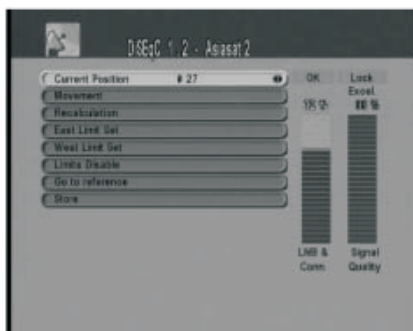 DiSEqC 1.2 - Asiasat 2
Current Position # 27
OK
Lock
Excel.
Movement
Recalculation
East Limit Set
West Limit Set
Limits Disable
Go to reference
Store
LNB &
Conn.
Signal
Quality